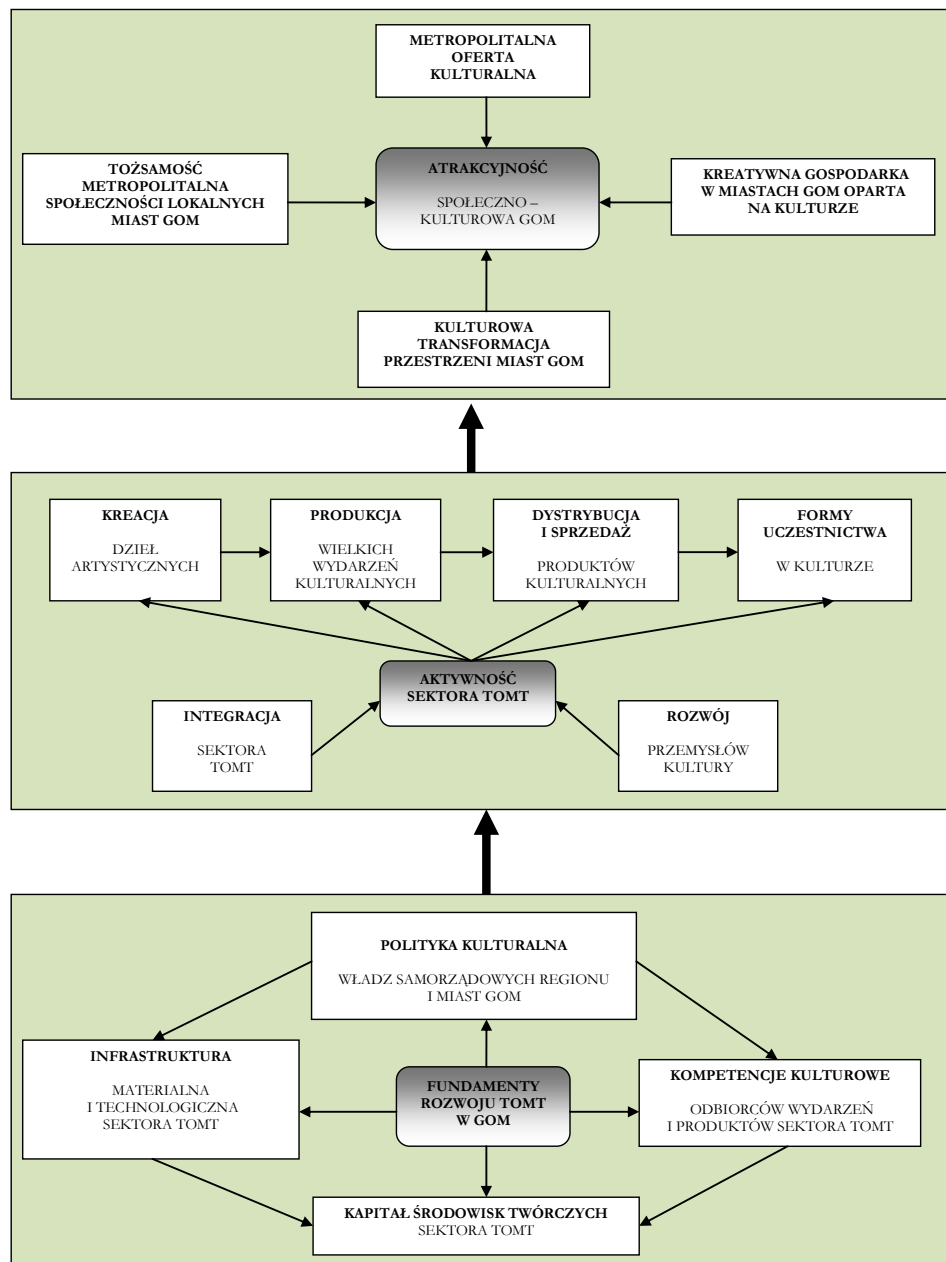 METROPOLITALNA
OFERTA
KULTURALNA
TOŻSAMOŚĆ
METROPOLITALNA
SPOŁECZNOŚCI LOKALNYCH
MIAST GOM
ATRAKCYJNOŚĆ
SPOŁECZNO –
KULTUROWA GOM
KREATYWNA GOSPODARKA
W MIASTACH GOM OPARTA
NA KULTURZE
KULTUROWA
TRANSFORMACJA
PRZESTRZENI MIAST GOM
KREACJA
DZIEŁ
ARTYSTYCZNYCH
PRODUKCJA
WIELKICH
WYDARZEŃ
KULTURALNYCH
DYSTRYBUCJA
I SPRZEDAŻ
PRODUKTÓW
KULTURALNYCH
FORMY
UCZESTNICTWA
W KULTURZE
AKTYWNOŚĆ
SEKTORA TOMT
INTEGRACJA
SEKTORA
TOMT
ROZWÓJ
PRZEMYSŁÓW
KULTURY
POLITYKA KULTURALNA
WŁADZ SAMORZĄDOWYCH REGIONU
I MIAST GOM
INFRASTRUKTURA
MATERIALNA
I TECHNOLOGICZNA
SEKTORA TOMT
FUNDAMENTY
ROZWOJU TOMT
W GOM
KOMPETENCJE KULTUROWE
ODBIORCÓW WYDARZEŃ
I PRODUKTÓW SEKTORA TOMT
KAPITAŁ ŚRODOWISK TWÓRCZYCH
SEKTORA TOMT